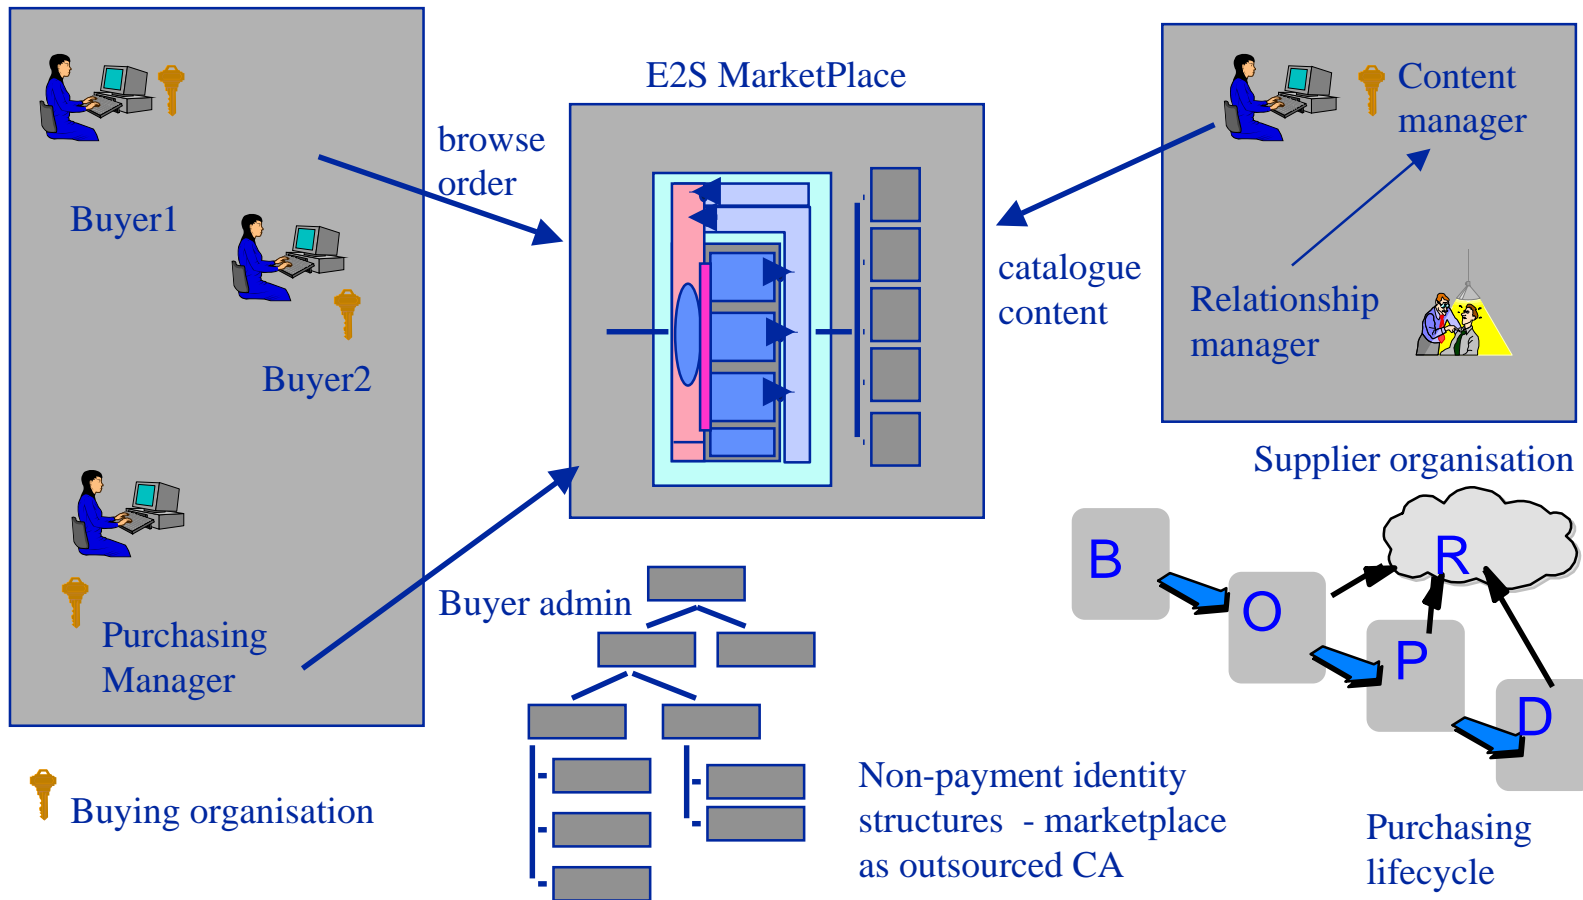 E2S MarketPlace
Content
manager
browse
order
Buyer1
catalogue
content
Relationship
manager
Buyer2
Supplier organisation
Buyer admin
Purchasing
Manager
B
O
P
D
R
Buying organisation
Non-payment identity
structures - marketplace
as outsourced CA
Purchasing
lifecycle